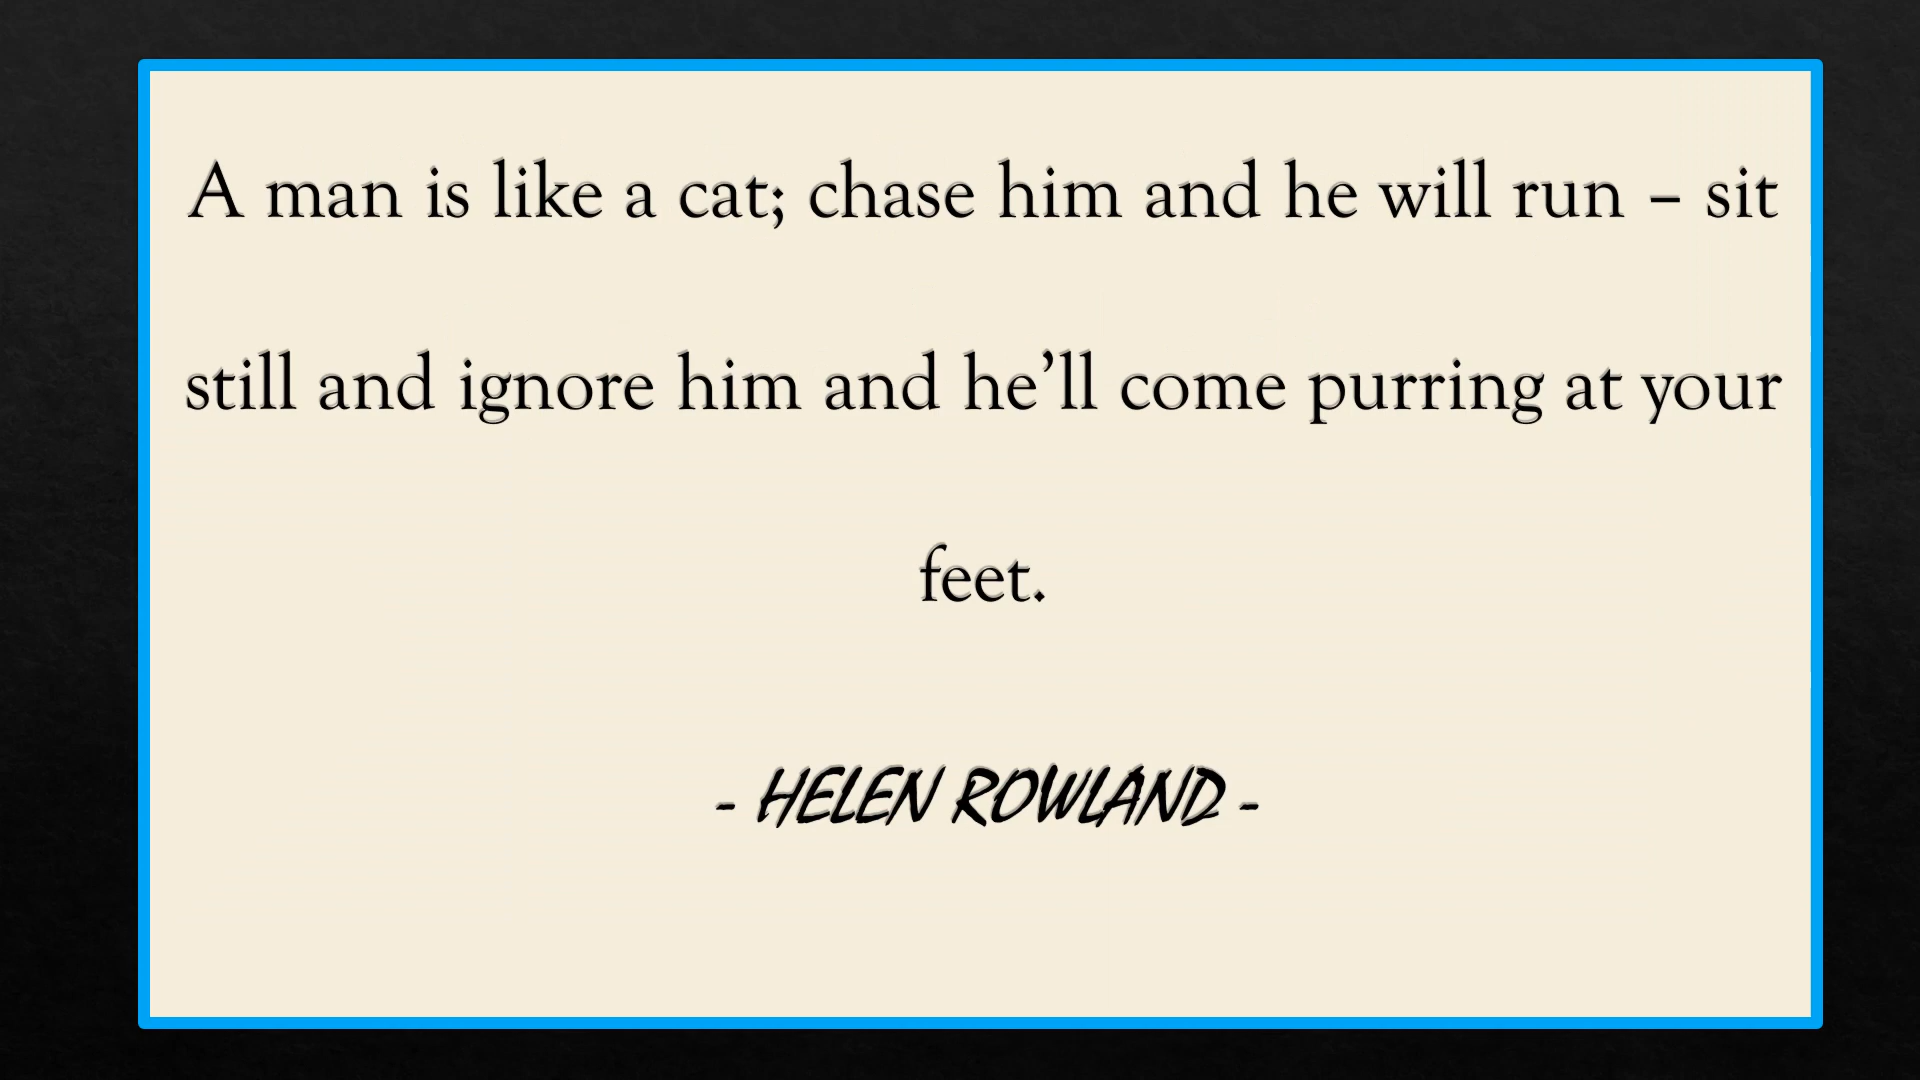 A man is like a cat; chase him and he will run – sit
still and ignore him and he’ll come purring at your
feet.
- HELEN ROWLAND -